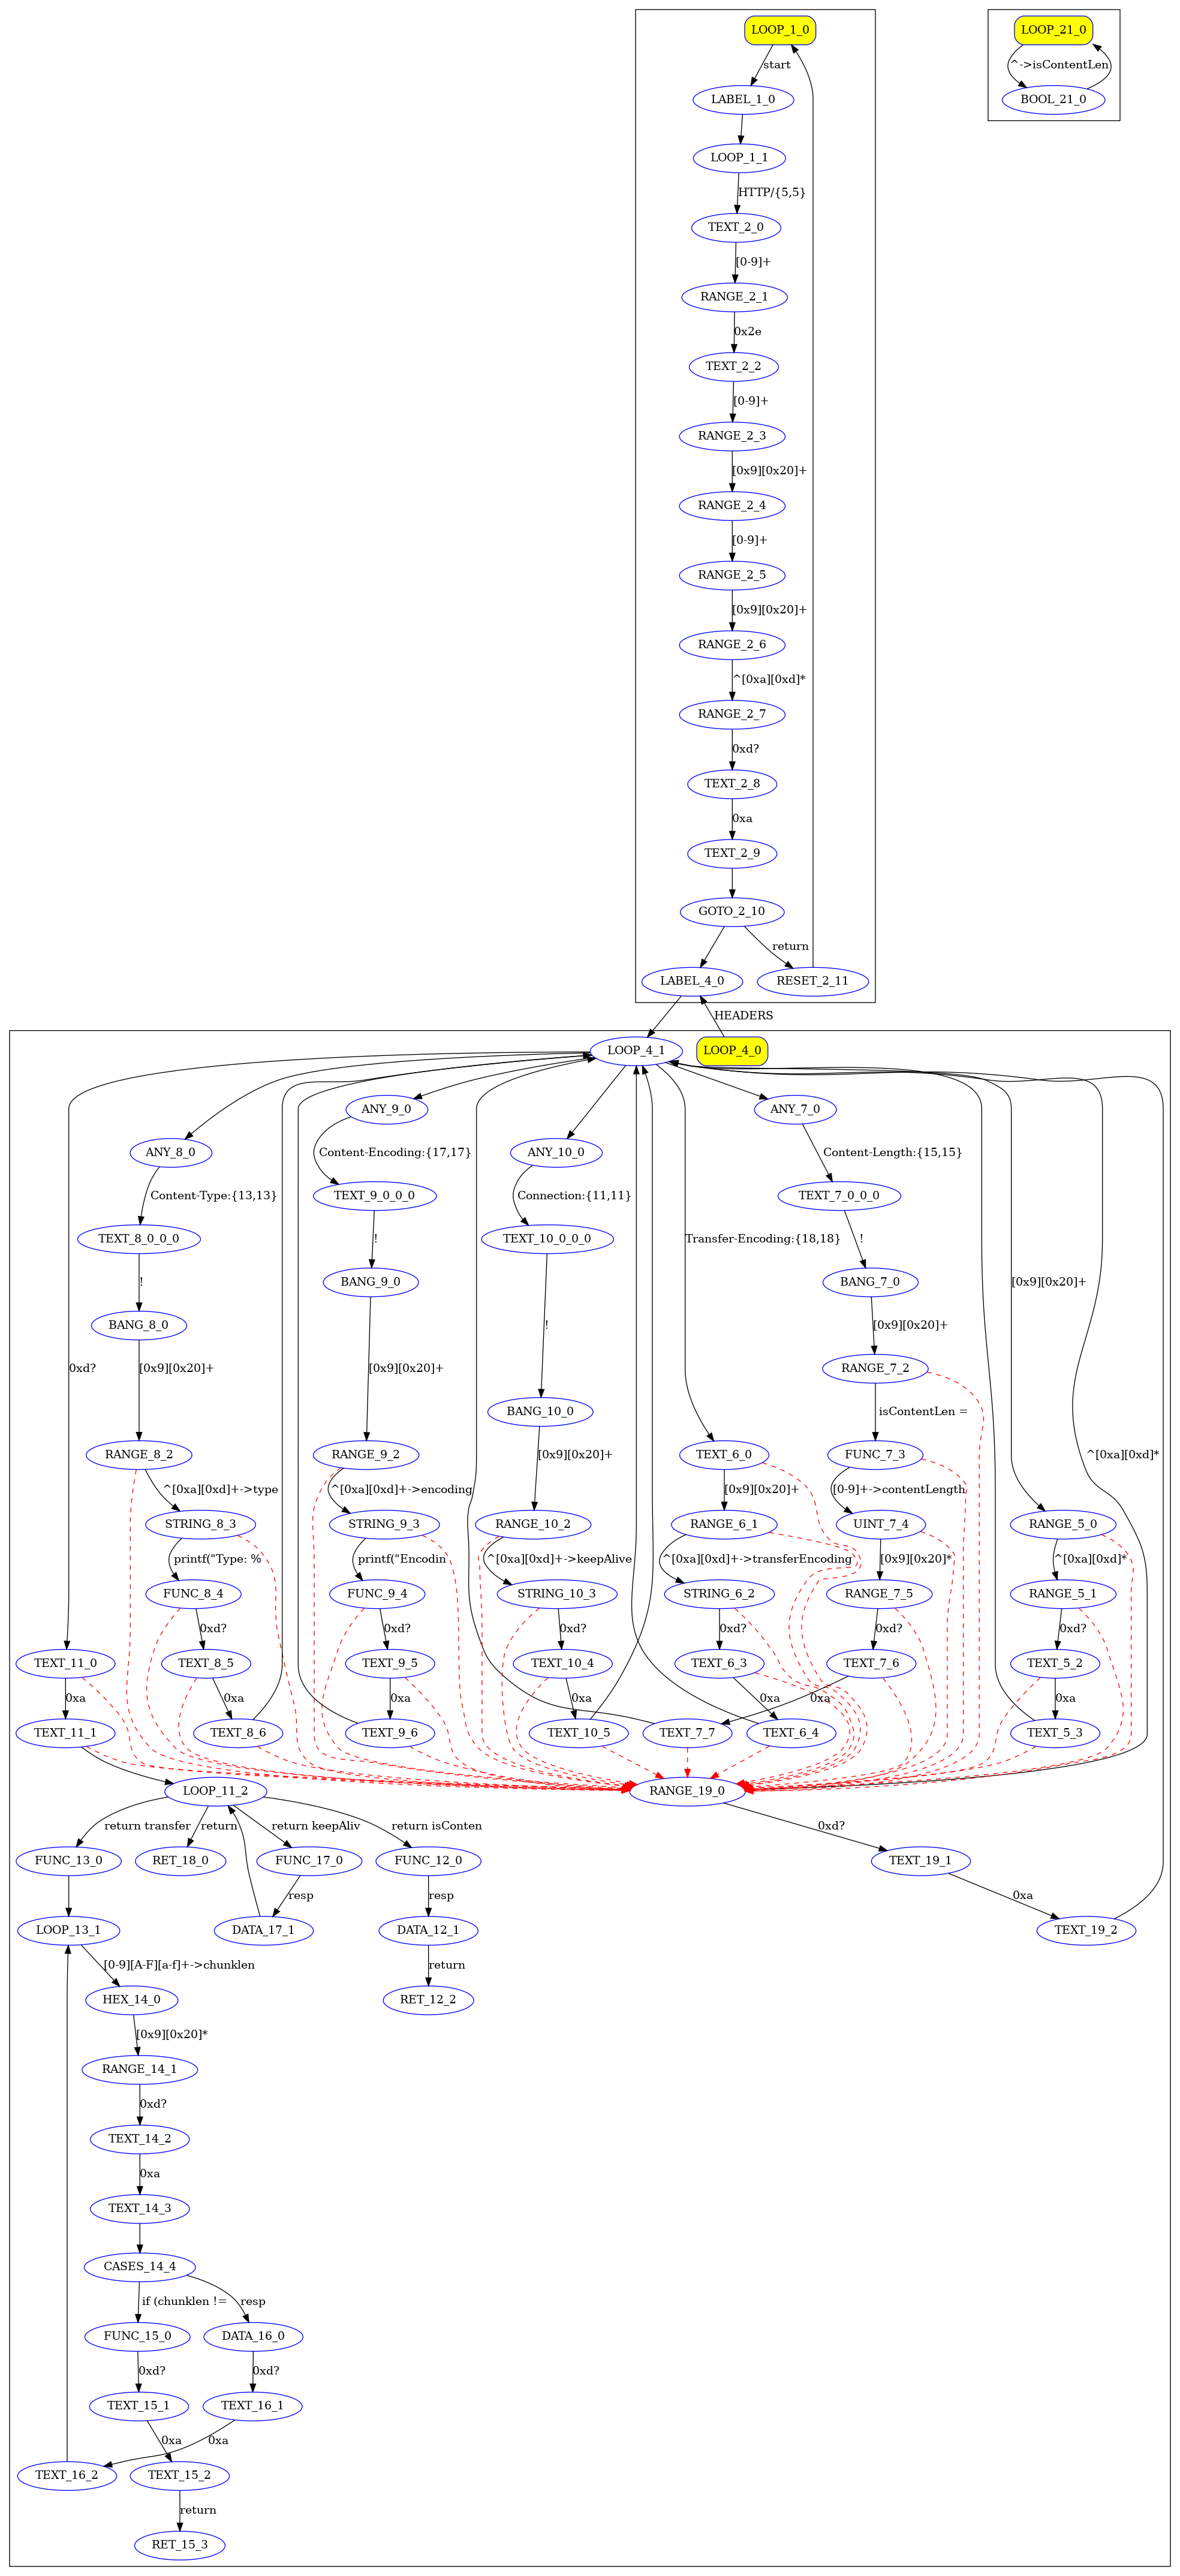 LOOP_1_0
LOOP_21_0
start
^->isContentLen
LABEL_1_0
BOOL_21_0
LOOP_1_1
HTTP/{5,5}
TEXT_2_0
[0-9]+
RANGE_2_1
0x2e
TEXT_2_2
[0-9]+
RANGE_2_3
[0x9][0x20]+
RANGE_2_4
[0-9]+
RANGE_2_5
[0x9][0x20]+
RANGE_2_6
^[0xa][0xd]*
RANGE_2_7
0xd?
TEXT_2_8
0xa
TEXT_2_9
GOTO_2_10
return
LABEL_4_0
RESET_2_11
HEADERS
LOOP_4_1
LOOP_4_0
ANY_9_0
ANY_7_0
ANY_8_0
ANY_10_0
Content-Encoding:{17,17}
Content-Length:{15,15}
Content-Type:{13,13}
TEXT_9_0_0_0
Connection:{11,11}
TEXT_7_0_0_0
TEXT_8_0_0_0
!
TEXT_10_0_0_0
Transfer-Encoding:{18,18}
!
!
BANG_9_0
BANG_7_0
[0x9][0x20]+
BANG_8_0
!
[0x9][0x20]+
0xd?
[0x9][0x20]+
[0x9][0x20]+
RANGE_7_2
BANG_10_0
isContentLen =
RANGE_8_2
RANGE_9_2
[0x9][0x20]+
TEXT_6_0
FUNC_7_3
^[0xa][0xd]*
^[0xa][0xd]+->type
^[0xa][0xd]+->encoding
[0x9][0x20]+
[0-9]+->contentLength
STRING_8_3
STRING_9_3
RANGE_10_2
RANGE_6_1
UINT_7_4
RANGE_5_0
printf("Type: %
printf("Encodin
^[0xa][0xd]+->keepAlive
^[0xa][0xd]+->transferEncoding
[0x9][0x20]*
^[0xa][0xd]*
FUNC_8_4
FUNC_9_4
STRING_10_3
STRING_6_2
RANGE_7_5
RANGE_5_1
0xd?
0xd?
0xd?
0xd?
0xd?
0xd?
TEXT_11_0
TEXT_8_5
TEXT_9_5
TEXT_10_4
TEXT_6_3
TEXT_7_6
TEXT_5_2
0xa
0xa
0xa
0xa
0xa
0xa
0xa
TEXT_11_1
TEXT_8_6
TEXT_9_6
TEXT_10_5
TEXT_7_7
TEXT_6_4
TEXT_5_3
LOOP_11_2
RANGE_19_0
return transfer
return
return keepAliv
return isConten
0xd?
FUNC_13_0
RET_18_0
FUNC_17_0
FUNC_12_0
TEXT_19_1
resp
resp
0xa
LOOP_13_1
DATA_17_1
DATA_12_1
TEXT_19_2
[0-9][A-F][a-f]+->chunklen
return
HEX_14_0
RET_12_2
[0x9][0x20]*
RANGE_14_1
0xd?
TEXT_14_2
0xa
TEXT_14_3
CASES_14_4
if (chunklen !=
resp
FUNC_15_0
DATA_16_0
0xd?
0xd?
TEXT_15_1
TEXT_16_1
0xa
0xa
TEXT_16_2
TEXT_15_2
return
RET_15_3